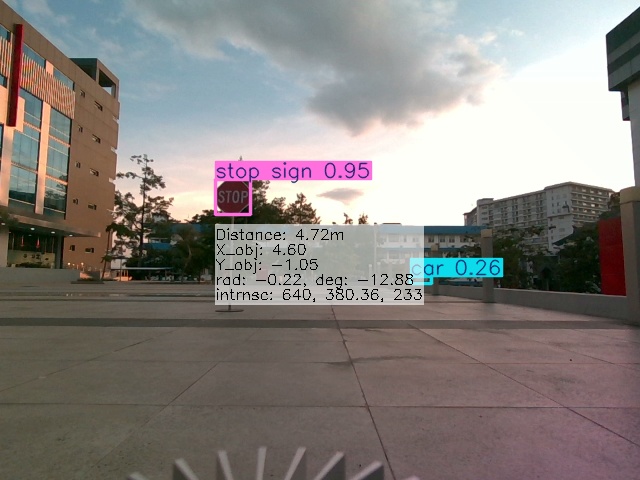 stop sign 0.95
STOP
Distance: 4.72m
X_obj: 4.60
Y_obj: -1.05
rad: -0.22, deg: -12.88
car 0.26
intrnsc: 640, 380.36, 233